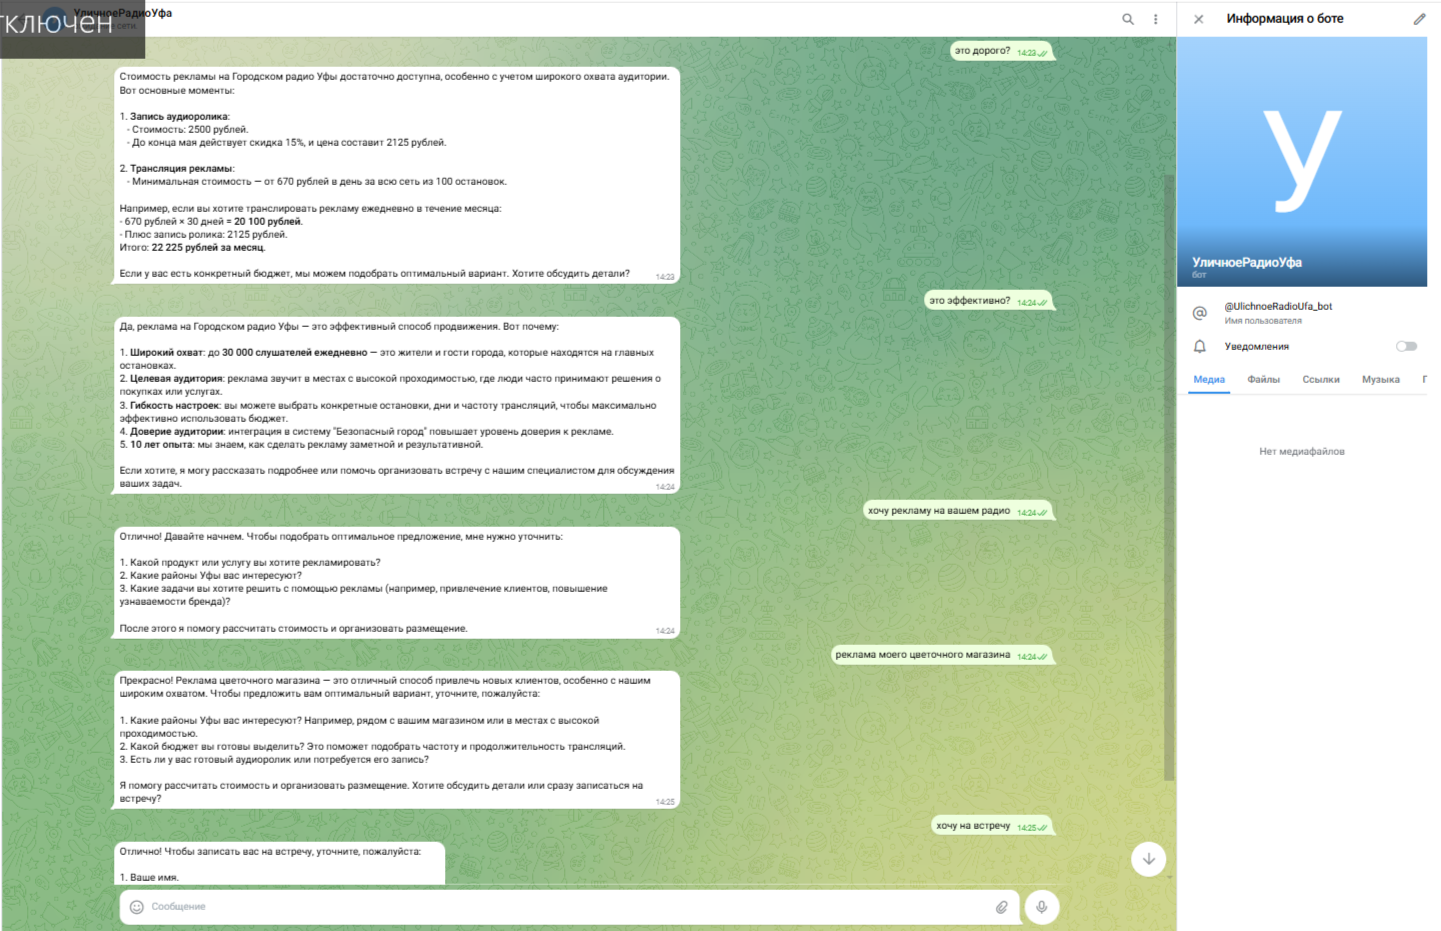 ключен
УличноеРадиоУфа
сети.
это дорого? 14:23
Стоимость рекламы на Городском радио Уфы достаточно доступна, особенно с учетом широкого охвата аудитории.
Вот основные моменты:
1. Запись аудиоролика:
- Стоимость: 2500 рублей.
- До конца мая действует скидка 15%, и цена составит 2125 рублей.
2. Трансляция рекламы:
- Минимальная стоимость — от 670 рублей в день за всю сеть из 100 остановок.
Например, если вы хотите транслировать рекламу ежедневно в течение месяца:
- 670 рублей × 30 дней = 20 100 рублей.
- Плюс запись ролика: 2125 рублей.
Итого: 22 225 рублей за месяц.
Если у вас есть конкретный бюджет, мы можем подобрать оптимальный вариант. Хотите обсудить детали? 14:23
это эффективно? 14:24
Да, реклама на Городском радио Уфы — это эффективный способ продвижения. Вот почему:
1. Широкий охват: до 30 000 слушателей ежедневно — это жители и гости города, которые находятся на главных
остановках.
2. Целевая аудитория: реклама звучит в местах с высокой проходимостью, где люди часто принимают решения о
покупках или услугах.
3. Гибкость настроек: вы можете выбрать конкретные остановки, дни и частоту трансляций, чтобы максимально
эффективно использовать бюджет.
4. Доверие аудитории: интеграция в систему "Безопасный город" повышает уровень доверия к рекламе.
5. 10 лет опыта: мы знаем, как сделать рекламу заметной и результативной.
Если хотите, я могу рассказать подробнее или помочь организовать встречу с нашим специалистом для обсуждения
ваших задач. 14:24
хочу рекламу на вашем радио 14:24
Отлично! Давайте начнем. Чтобы подобрать оптимальное предложение, мне нужно уточнить:
1. Какой продукт или услугу вы хотите рекламировать?
2. Какие районы Уфы вас интересуют?
3. Какие задачи вы хотите решить с помощью рекламы (например, привлечение клиентов, повышение
узнаваемости бренда)?
После этого я помогу рассчитать стоимость и организовать размещение. 14:24
реклама моего цветочного магазина 14:24
Прекрасно! Реклама цветочного магазина — это отличный способ привлечь новых клиентов, особенно с нашим
широким охватом. Чтобы предложить вам оптимальный вариант, уточните, пожалуйста:
1. Какие районы Уфы вас интересуют? Например, рядом с вашим магазином или в местах с высокой
проходимостью.
2. Какой бюджет вы готовы выделить? Это поможет подобрать частоту и продолжительность трансляций.
3. Есть ли у вас готовый аудиоролик или потребуется его запись?
Я помогу рассчитать стоимость и организовать размещение. Хотите обсудить детали или сразу записаться на
встречу? 14:25
хочу на встречу 14:25
Отлично! Чтобы записать вас на встречу, уточните, пожалуйста:
1. Ваше имя.
Сообщение
Информация о боте
У
УличноеРадиоУфа
бот
@UlichnoeRadioUfa_bot
Имя пользователя
Уведомления
Медиа Файлы Ссылки Музыка Г
Нет медиафайлов